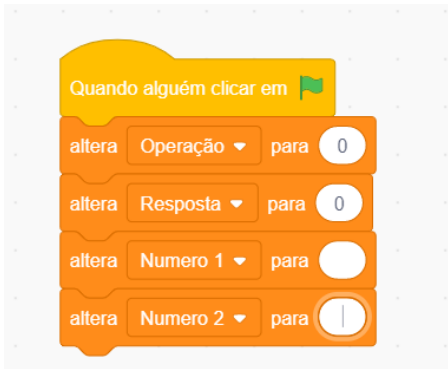 Quando alguém clicar em
altera Operação para 0
altera Resposta para 0
altera Numero 1 para
altera Numero 2 para